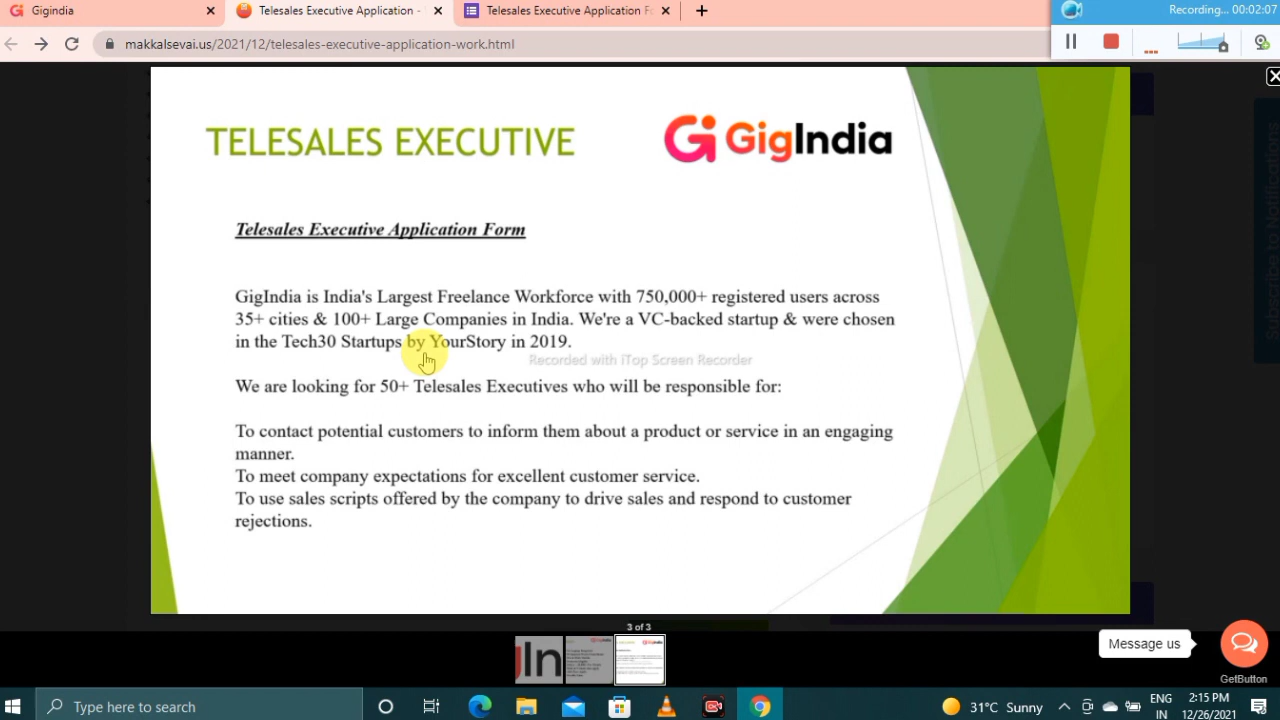 Gigindia
Telesales Executive Application -
Telesales Executive Application Fo
Recording... 00:02:07
makkalsevai.us/2021/12/telesales-executive-application-work.html
TELESALES EXECUTIVE
GigIndia
Telesales Executive Application Form
GigIndia is India's Largest Freelance Workforce with 750,000+ registered users across
35+ cities & 100+ Large Companies in India. We're a VC-backed startup & were chosen
in the Tech30 Startups by YourStory in 2019.
Recorded with iTop Screen Recorder
We are looking for 50+ Telesales Executives who will be responsible for:
To contact potential customers to inform them about a product or service in an engaging
manner.
To meet company expectations for excellent customer service.
To use sales scripts offered by the company to drive sales and respond to customer
rejections.
Subscribe to Notifications
3 of 3
Message us
GetButton
Type here to search
31°C Sunny
ENG
IN
2:15 PM
12/26/2021